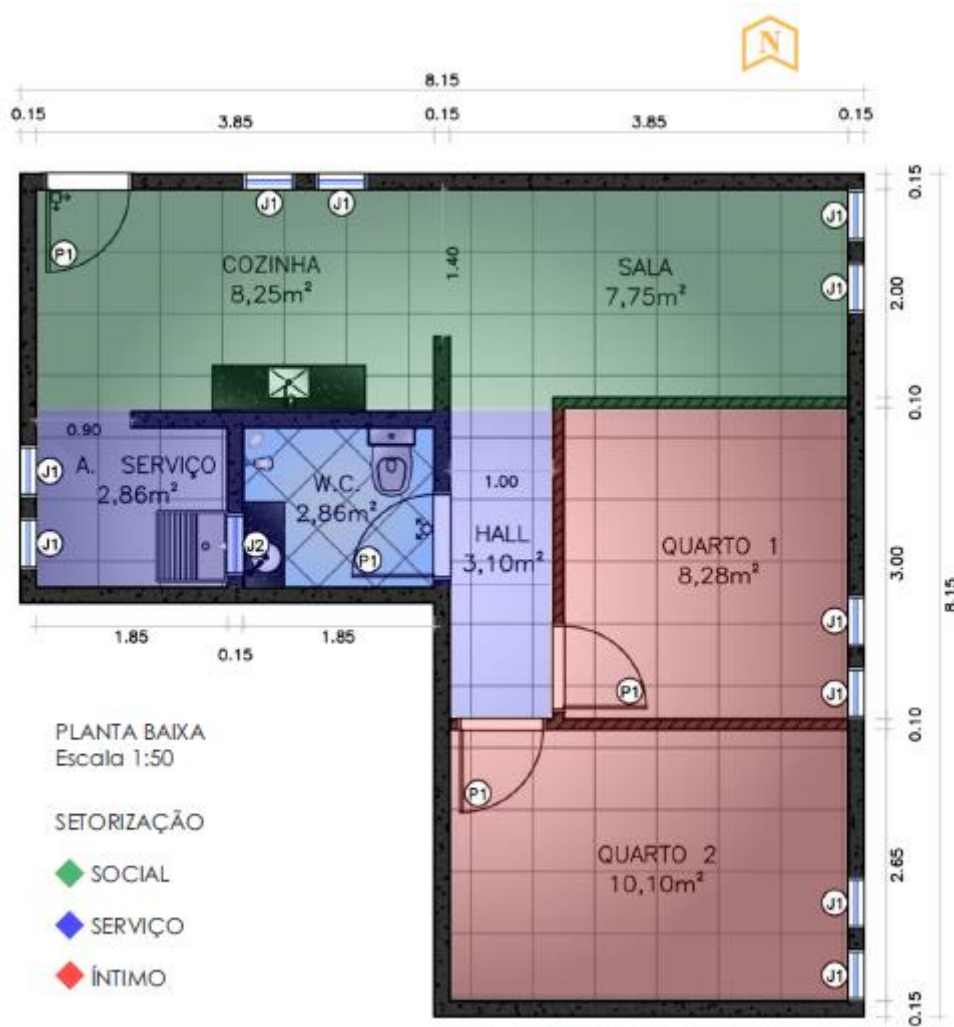 N
8.15
0.15
3.85
0.15
3.85
0.15
J1
J1
P1
COZINHA
8,25m²
1.40
SALA
7,75m²
J1
J1
0.15
2.00
0.10
3.00
0.10
2.65
0.15
8.15
0.90
A. SERVIÇO
2,86m²
J1
J1
J2
W.C.
2,86m²
P1
1.00
HALL
3,10m²
QUARTO 1
8,28m²
J1
J1
P1
1.85
0.15
1.85
P1
QUARTO 2
10,10m²
J1
J1
PLANTA BAIXA
Escala 1:50
SETORIZAÇÃO
SOCIAL
SERVIÇO
ÍNTIMO